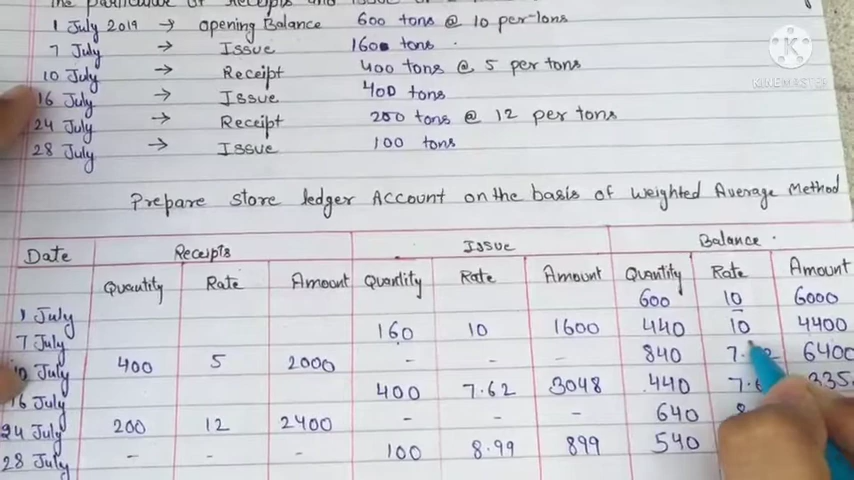 1 July 2019 → opening Balance 600 tons @ 10 per-tons
7 July → Issue 160 tons
10 July → Receipt 400 tons @ 5 per tons
16 July → Issue 400 tons
24 July → Receipt 200 tons @ 12 per tons
28 July → Issue 100 tons
Prepare store ledger Account on the basis of weighted Average Method
Date Receipts Issue Balance
Quantity Rate Amount Quantity Rate Amount Quantity Rate Amount
1 July 600 10 6000
7 July 160 10 1600 440 10 4400
10 July 400 5 2000 - - - 840 6400
16 July 400 7.62 3048 440
24 July 200 12 2400 - - - 640
28 July - - - 100 8.99 899 540
KINEMASTER